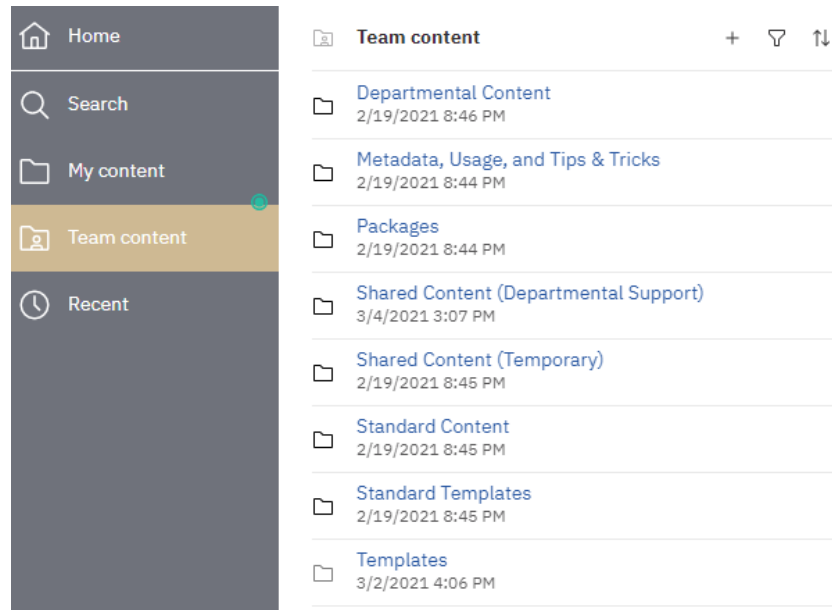 Home
Search
My content
Team content
Recent
Team content
Departmental Content
2/19/2021 8:46 PM
Metadata, Usage, and Tips & Tricks
2/19/2021 8:44 PM
Packages
2/19/2021 8:44 PM
Shared Content (Departmental Support)
3/4/2021 3:07 PM
Shared Content (Temporary)
2/19/2021 8:45 PM
Standard Content
2/19/2021 8:45 PM
Standard Templates
2/19/2021 8:45 PM
Templates
3/2/2021 4:06 PM